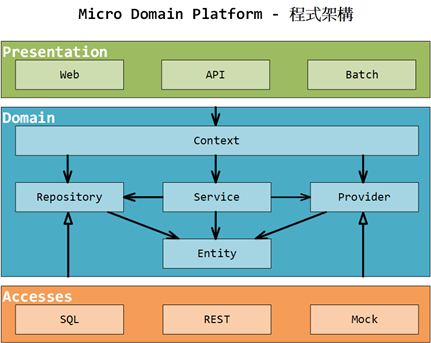 Micro Domain Platform - 程式架構
Presentation
Web API Batch
Domain
Context
Repository Service Provider
Entity
Accesses
SQL REST Mock